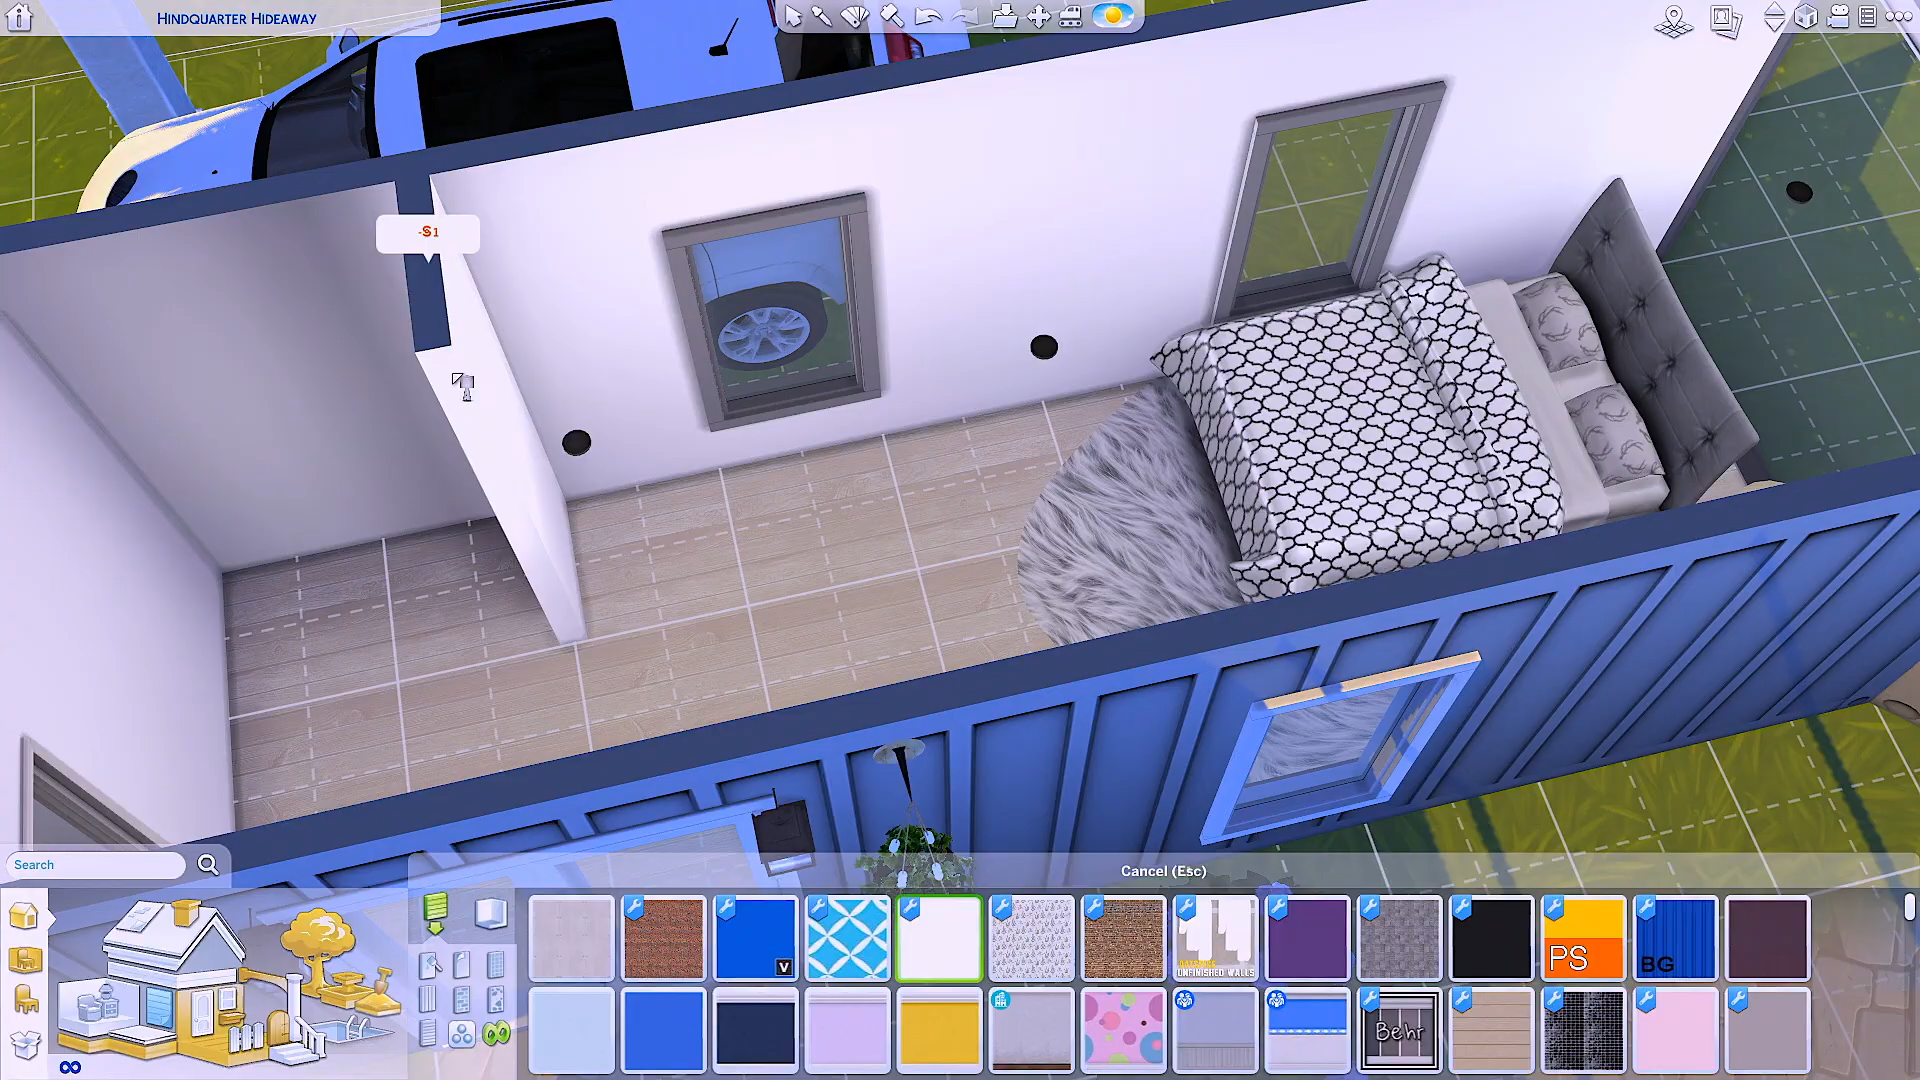 Hindquarter Hideaway
-§1
Search
Cancel (Esc)
V
UNFINISHED WALLS
PS
BG
Behr